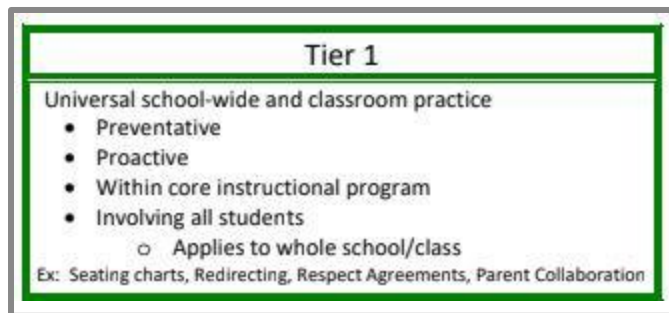 Tier 1
Universal school-wide and classroom practice
• Preventative
• Proactive
• Within core instructional program
• Involving all students
o Applies to whole school/class
Ex: Seating charts, Redirecting, Respect Agreements, Parent Collaboration